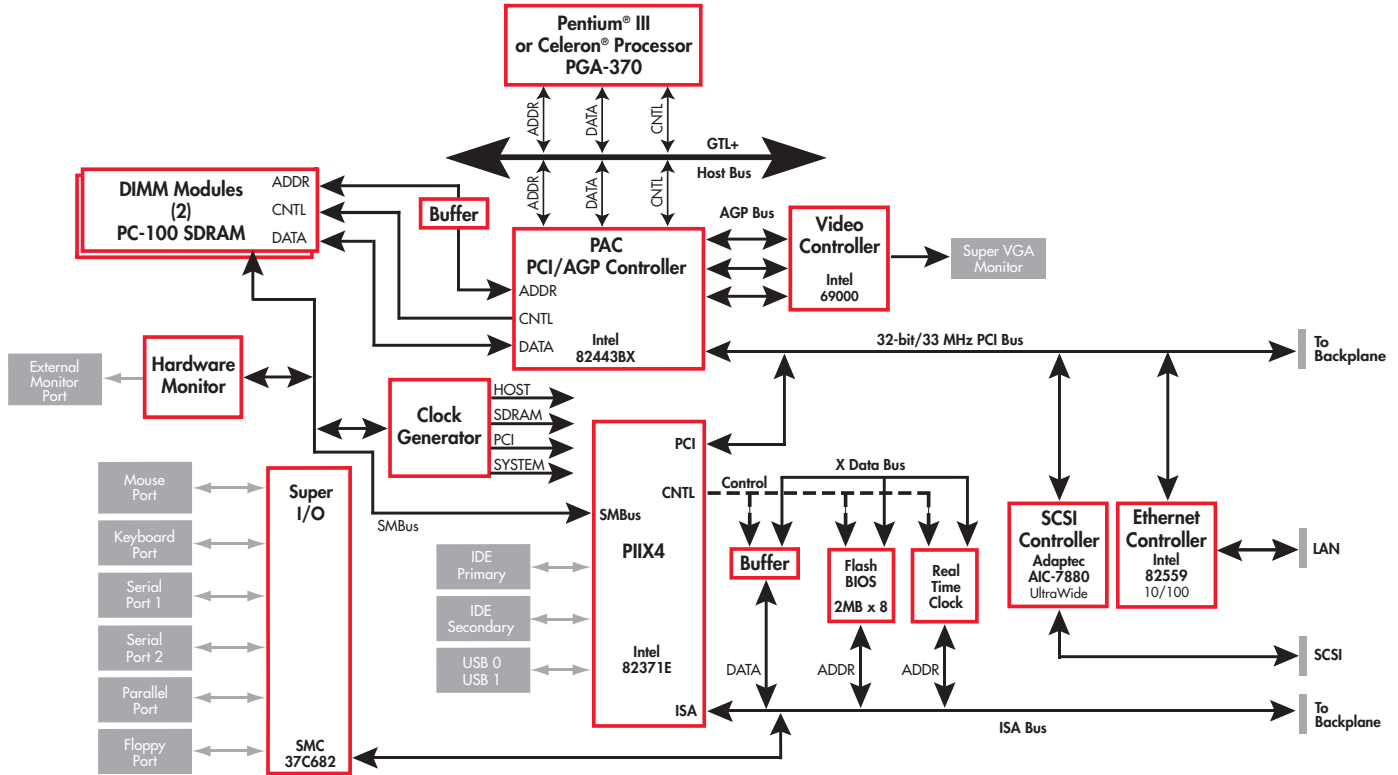 Pentium® III
or Celeron® Processor
PGA-370
ADDR
DATA
CNTL
GTL+
Host Bus
ADDR
DATA
CNTL
DIMM Modules
(2)
PC-100 SDRAM
ADDR
CNTL
DATA
Buffer
PAC
PCI/AGP Controller
ADDR
CNTL
DATA
Intel
82443BX
AGP Bus
Video
Controller
Intel
69000
Super VGA
Monitor
32-bit/33 MHz PCI Bus
To
Backplane
External
Monitor
Port
Hardware
Monitor
Clock
Generator
HOST
SDRAM
PCI
SYSTEM
PCI
CNTL
SMBus
PIIX4
Intel
82371E
ISA
SMBus
Control
X Data Bus
Buffer
Flash
BIOS
2MB x 8
Real
Time
Clock
SCSI
Controller
Adaptec
AIC-7880
UltraWide
Ethernet
Controller
Intel
82559
10/100
LAN
SCSI
Mouse
Port
Keyboard
Port
Serial
Port 1
Serial
Port 2
Parallel
Port
Floppy
Port
Super
I/O
SMC
37C682
IDE
Primary
IDE
Secondary
USB 0
USB 1
DATA
ADDR
ADDR
ISA Bus
To
Backplane